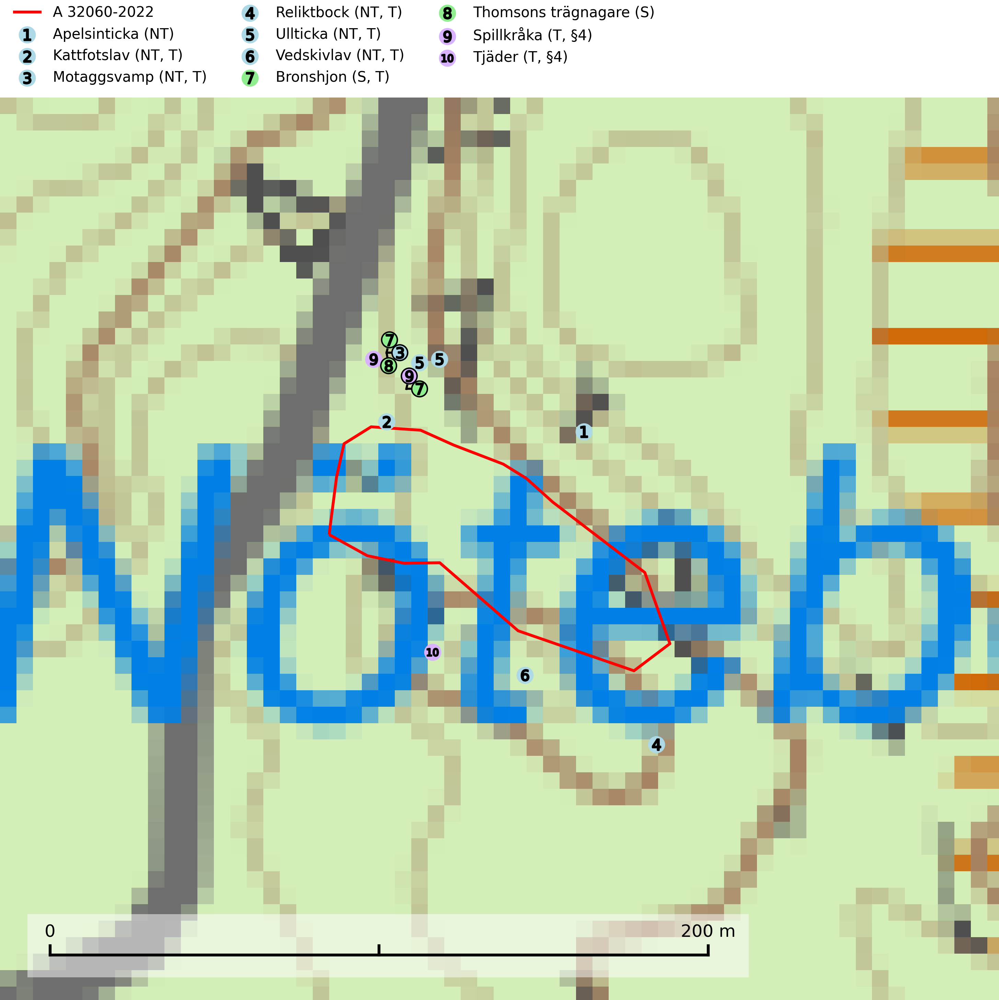 A 32060-2022
1 Apelsinticka (NT)
2 Kattfotslav (NT, T)
3 Motaggsvamp (NT, T)
4 Reliktbock (NT, T)
5 Ullticka (NT, T)
6 Vedskivlav (NT, T)
7 Bronshjon (S, T)
8 Thomsons trägnagare (S)
9 Spillkråka (T, §4)
10 Tjäder (T, §4)
7
3
9 8 5 5
9
7
2
1
10
6
4
0 200 m